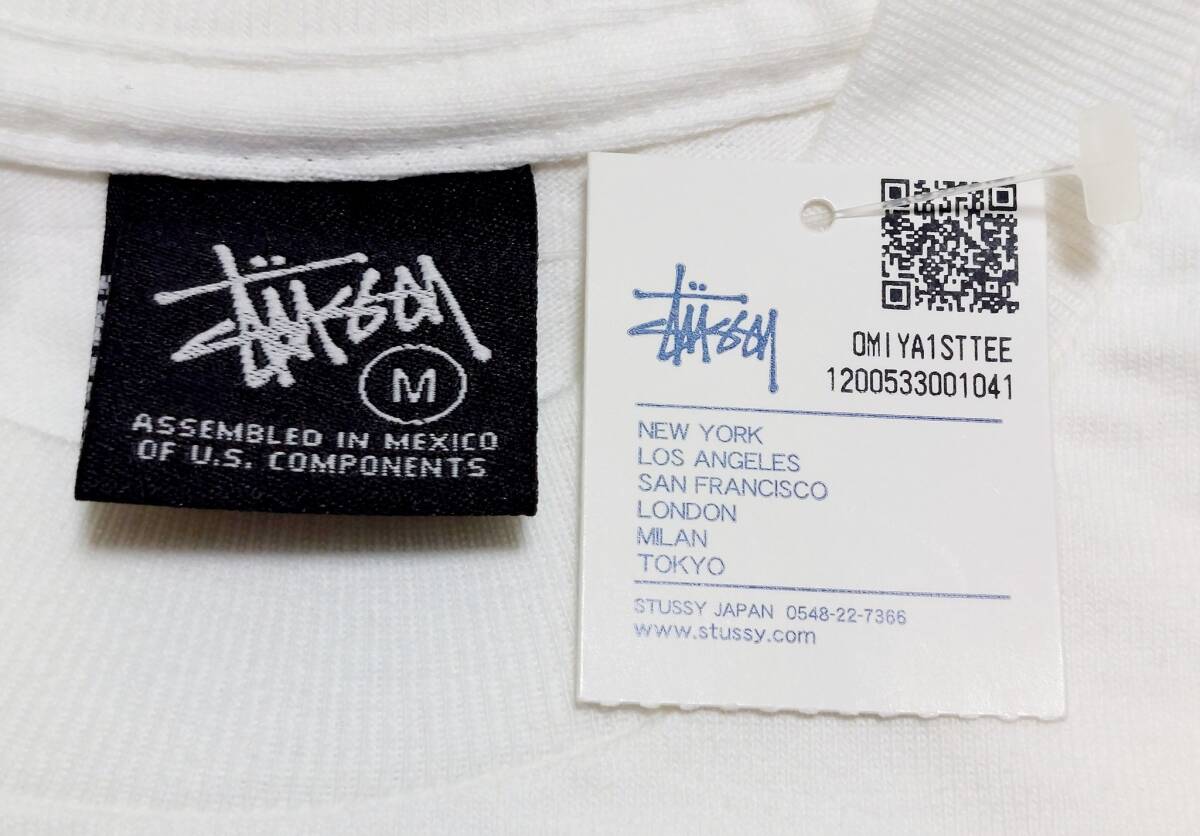 Stüssy
M
ASSEMBLED IN MEXICO
OF U.S. COMPONENTS
Stüssy
OMIYA1STTEE
1200533001041
NEW YORK
LOS ANGELES
SAN FRANCISCO
LONDON
MILAN
TOKYO
STUSSY JAPAN 0548-22-7366
www.stussy.com